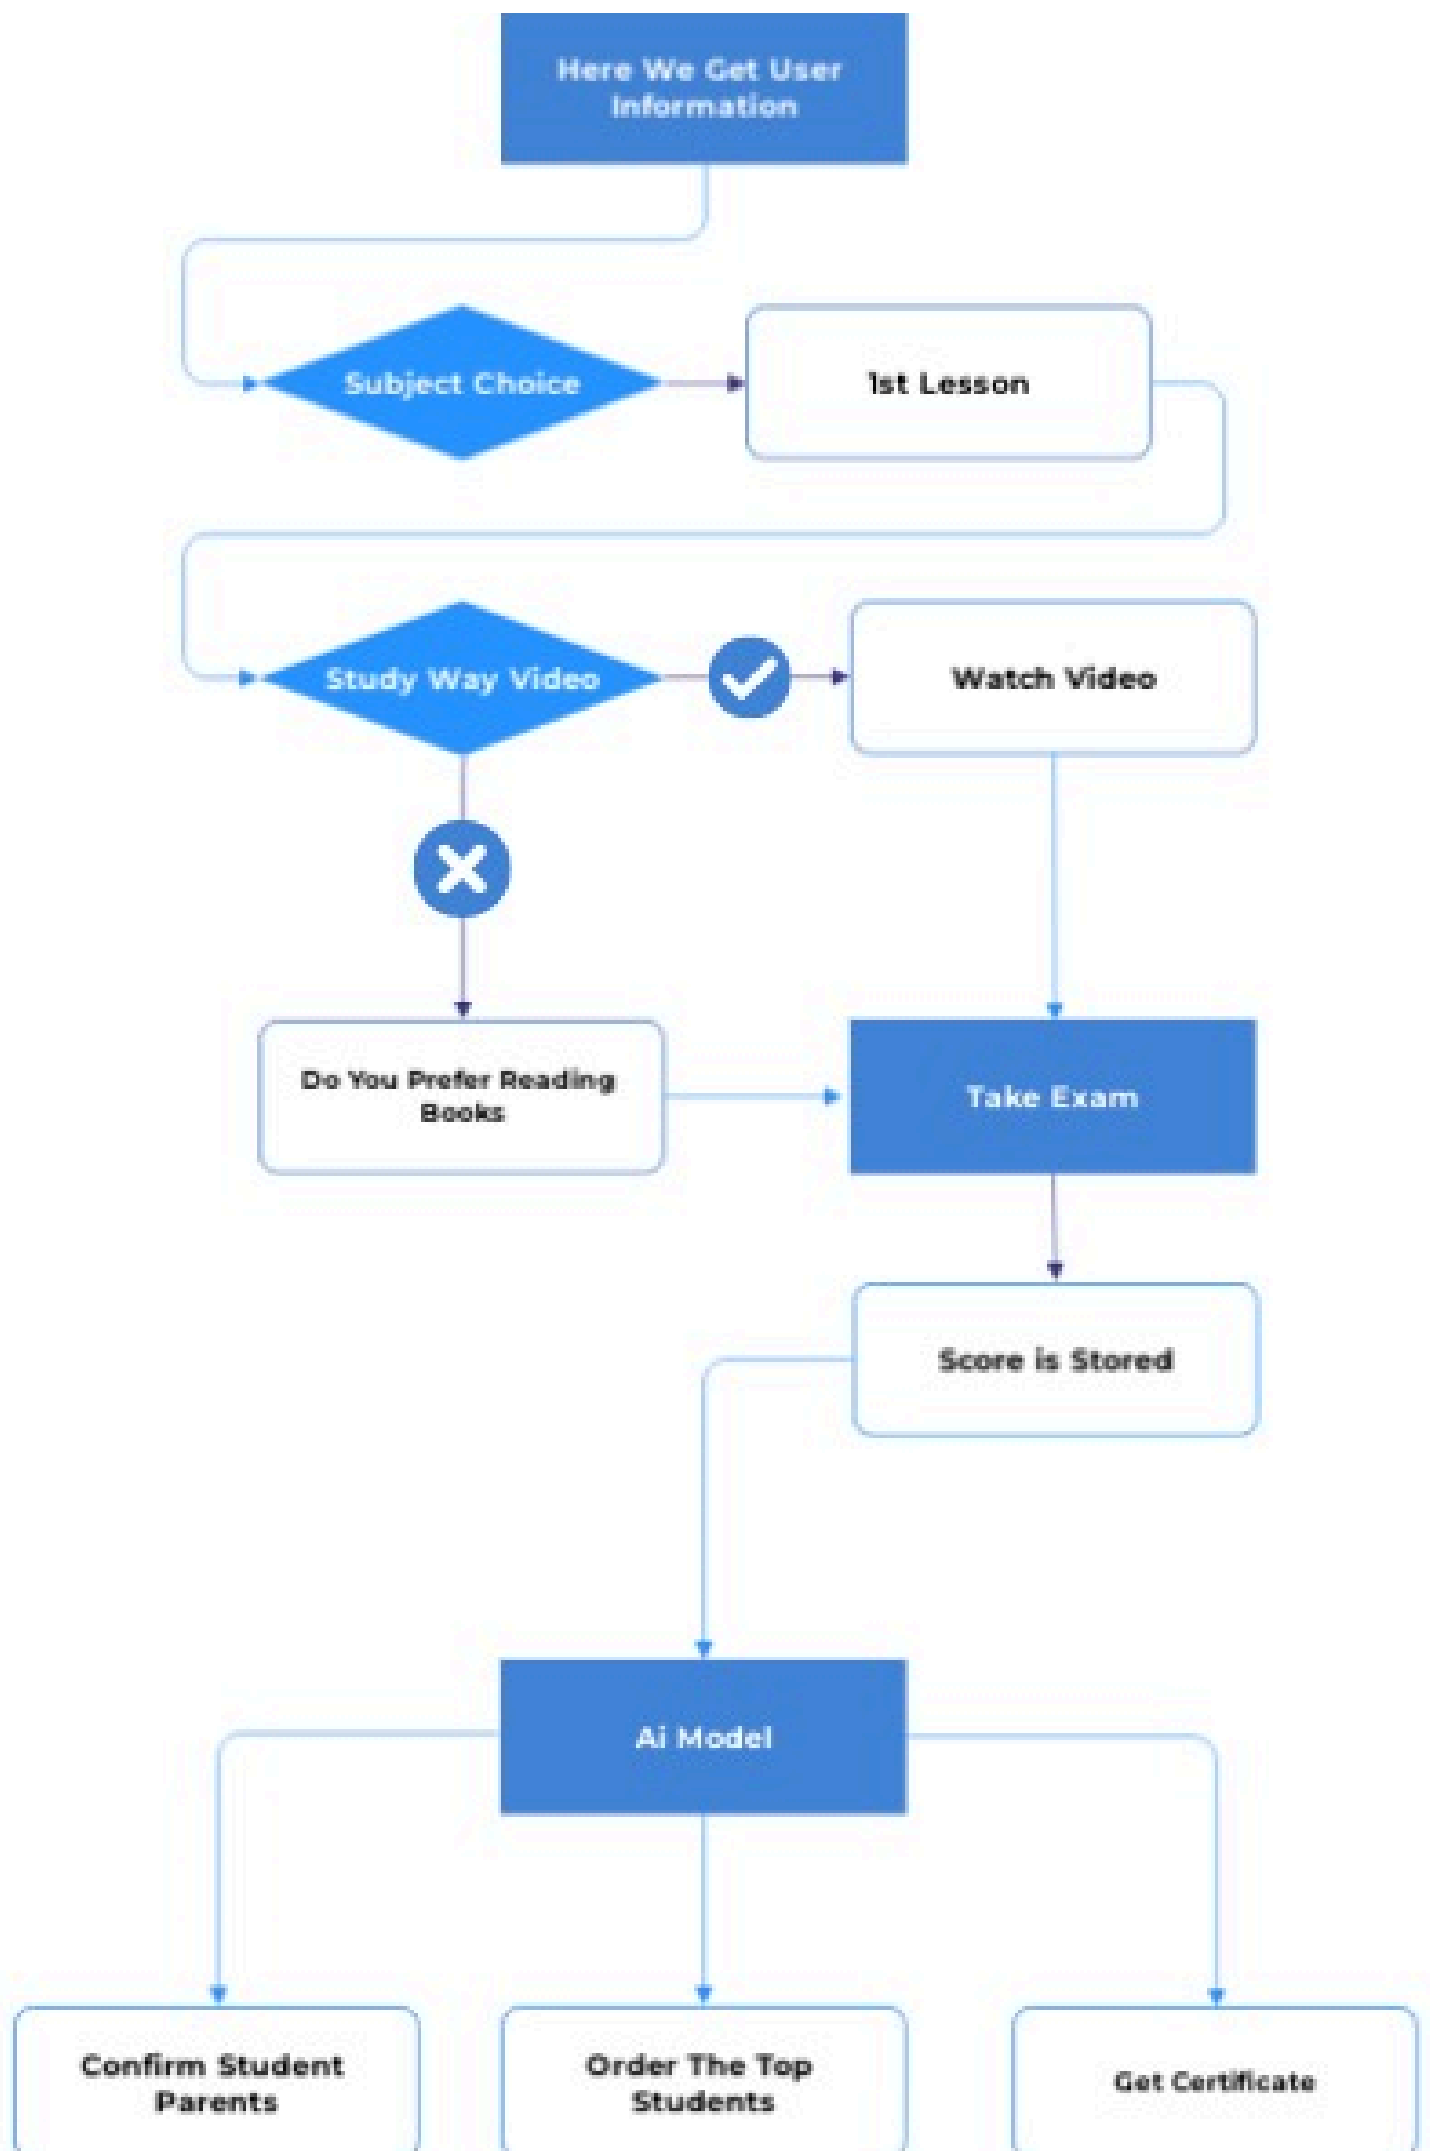 Here We Get User
Information
Subject Choice
1st Lesson
Study Way Video
Watch Video
Do You Prefer Reading
Books
Take Exam
Score is Stored
Ai Model
Confirm Student
Parents
Order The Top
Students
Get Certificate